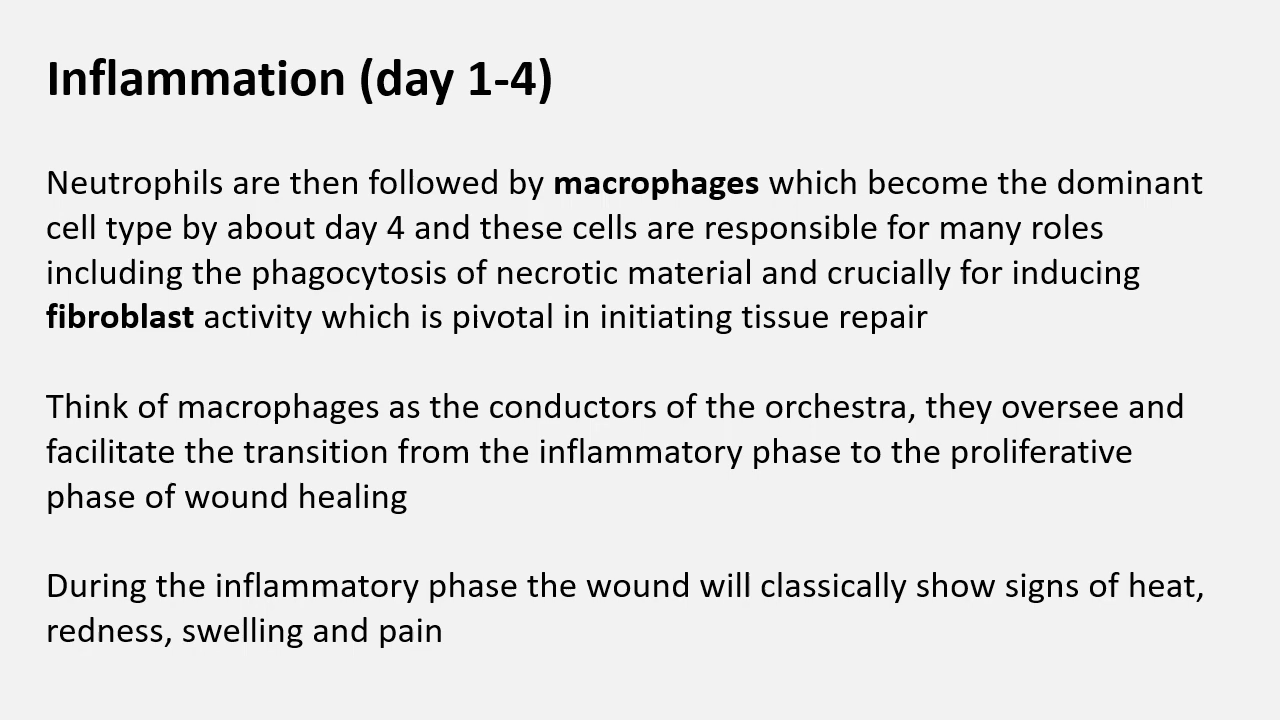 Inflammation (day 1-4)
Neutrophils are then followed by macrophages which become the dominant
cell type by about day 4 and these cells are responsible for many roles
including the phagocytosis of necrotic material and crucially for inducing
fibroblast activity which is pivotal in initiating tissue repair
Think of macrophages as the conductors of the orchestra, they oversee and
facilitate the transition from the inflammatory phase to the proliferative
phase of wound healing
During the inflammatory phase the wound will classically show signs of heat,
redness, swelling and pain